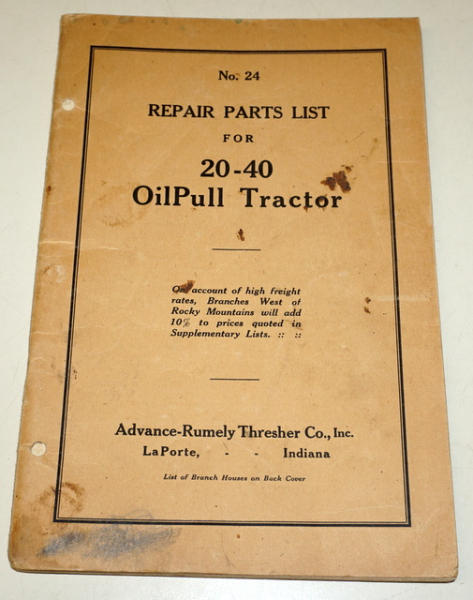 No. 24
REPAIR PARTS LIST
FOR
20-40
OilPull Tractor
On account of high freight
rates, Branches West of
Rocky Mountains will add
10% to prices quoted in
Supplementary Lists. :: ::
Advance-Rumely Thresher Co., Inc.
LaPorte, - - Indiana
List of Branch Houses on Back Cover